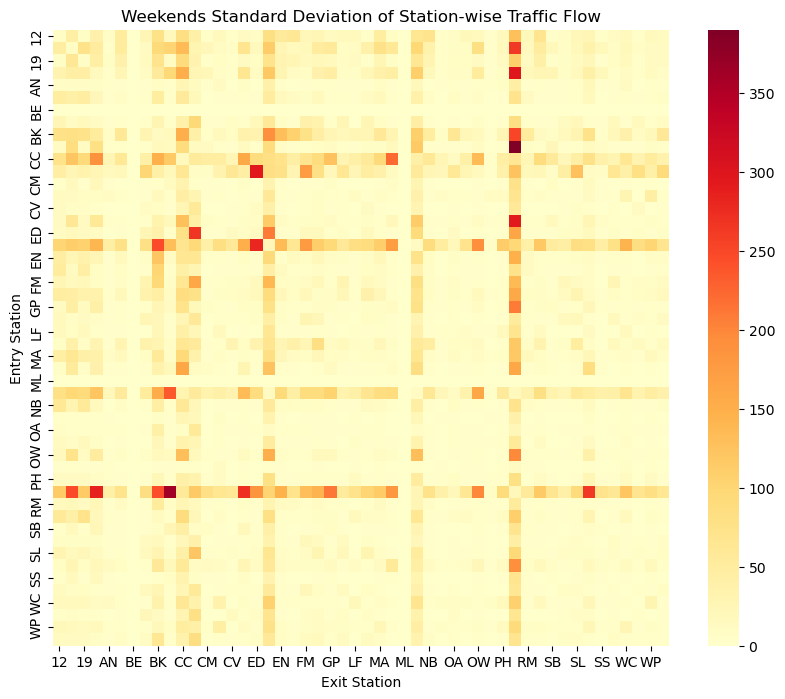 Weekends Standard Deviation of Station-wise Traffic Flow
Entry Station
12
19
AN
BE
BK
CC
CM
CV
ED
EN
FM
GP
LF
MA
ML
NB
OA
OW
PH
RM
SB
SL
SS
WC
WP
12 19 AN BE BK CC CM CV ED EN FM GP LF MA ML NB OA OW PH RM SB SL SS WC WP
Exit Station
350
300
250
200
150
100
50
0